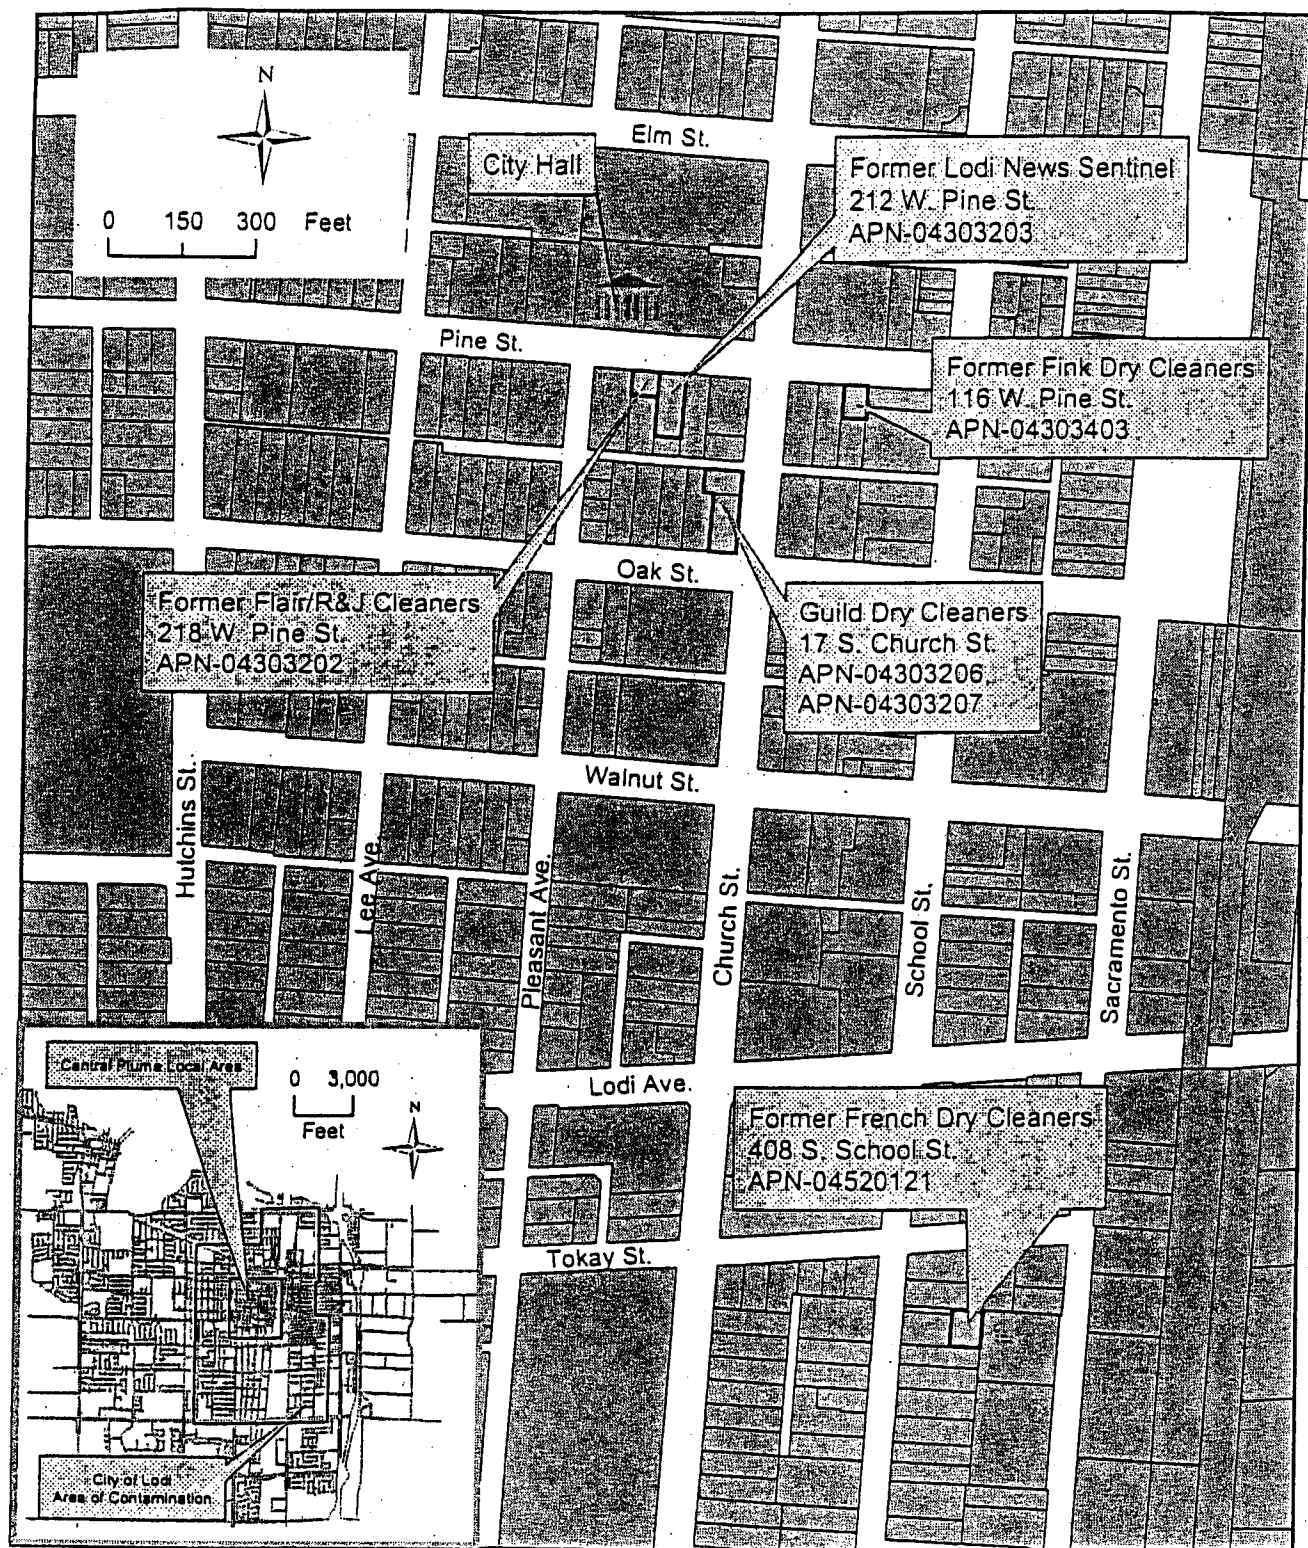 N
0 150 300 Feet
Elm St.
City Hall
Former Lodi News Sentinel
212 W. Pine St.
APN-04303203
Pine St.
Former Fink Dry Cleaners
116 W. Pine St.
APN-04303403
Former Flair/R&J Cleaners
218 W. Pine St.
APN-04303202
Oak St.
Guild Dry Cleaners
17 S. Church St.
APN-04303206
APN-04303207
Walnut St.
Hutchins St.
Lee Ave.
Pleasant Ave.
Church St.
School St.
Sacramento St.
Lodi Ave.
Former French Dry Cleaners
408 S. School St.
APN-04520121
Tokay St.
Central Plume Local Area
0 3,000
Feet
N
City of Lodi
Area of Contamination